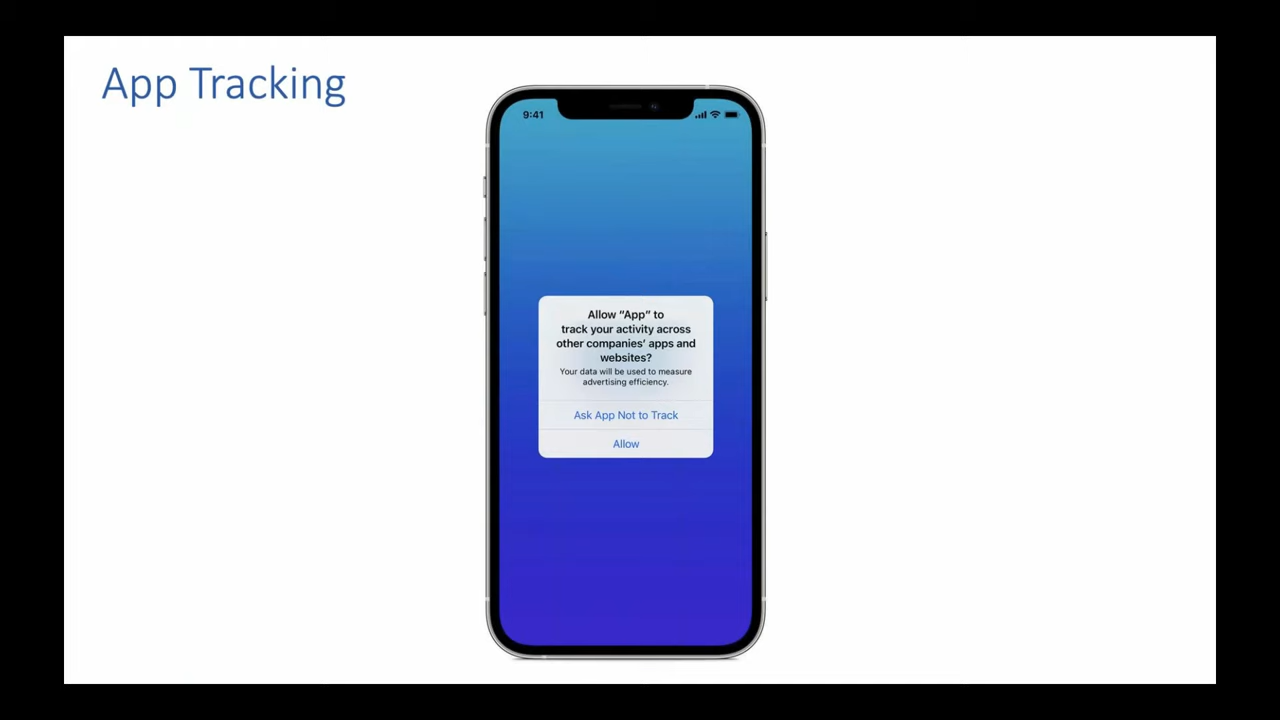 App Tracking
9:41
Allow “App” to
track your activity across
other companies’ apps and
websites?
Your data will be used to measure
advertising efficiency.
Ask App Not to Track
Allow